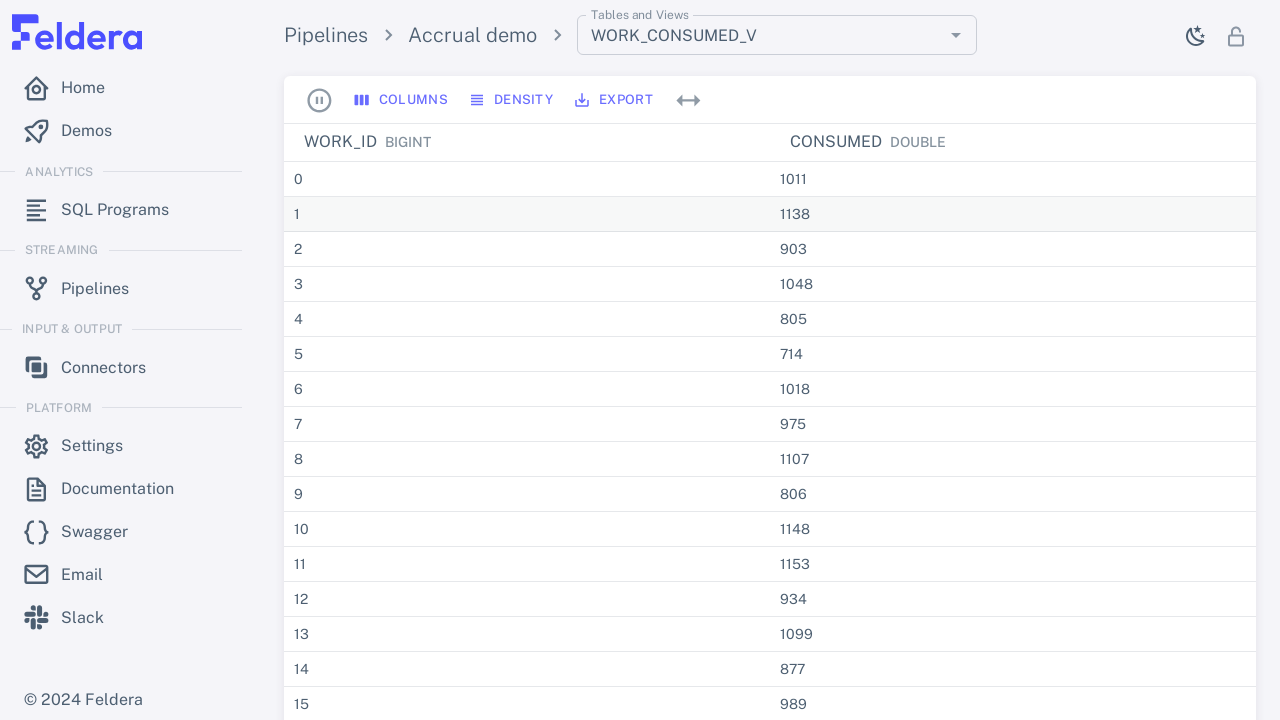 Feldera
Home
Demos
ANALYTICS
SQL Programs
STREAMING
Pipelines
INPUT & OUTPUT
Connectors
PLATFORM
Settings
Documentation
Swagger
Email
Slack
© 2024 Feldera
Pipelines
Accrual demo
Tables and Views
WORK_CONSUMED_V
COLUMNS DENSITY EXPORT
WORK_ID BIGINT CONSUMED DOUBLE
0 1011
1 1138
2 903
3 1048
4 805
5 714
6 1018
7 975
8 1107
9 806
10 1148
11 1153
12 934
13 1099
14 877
15 989